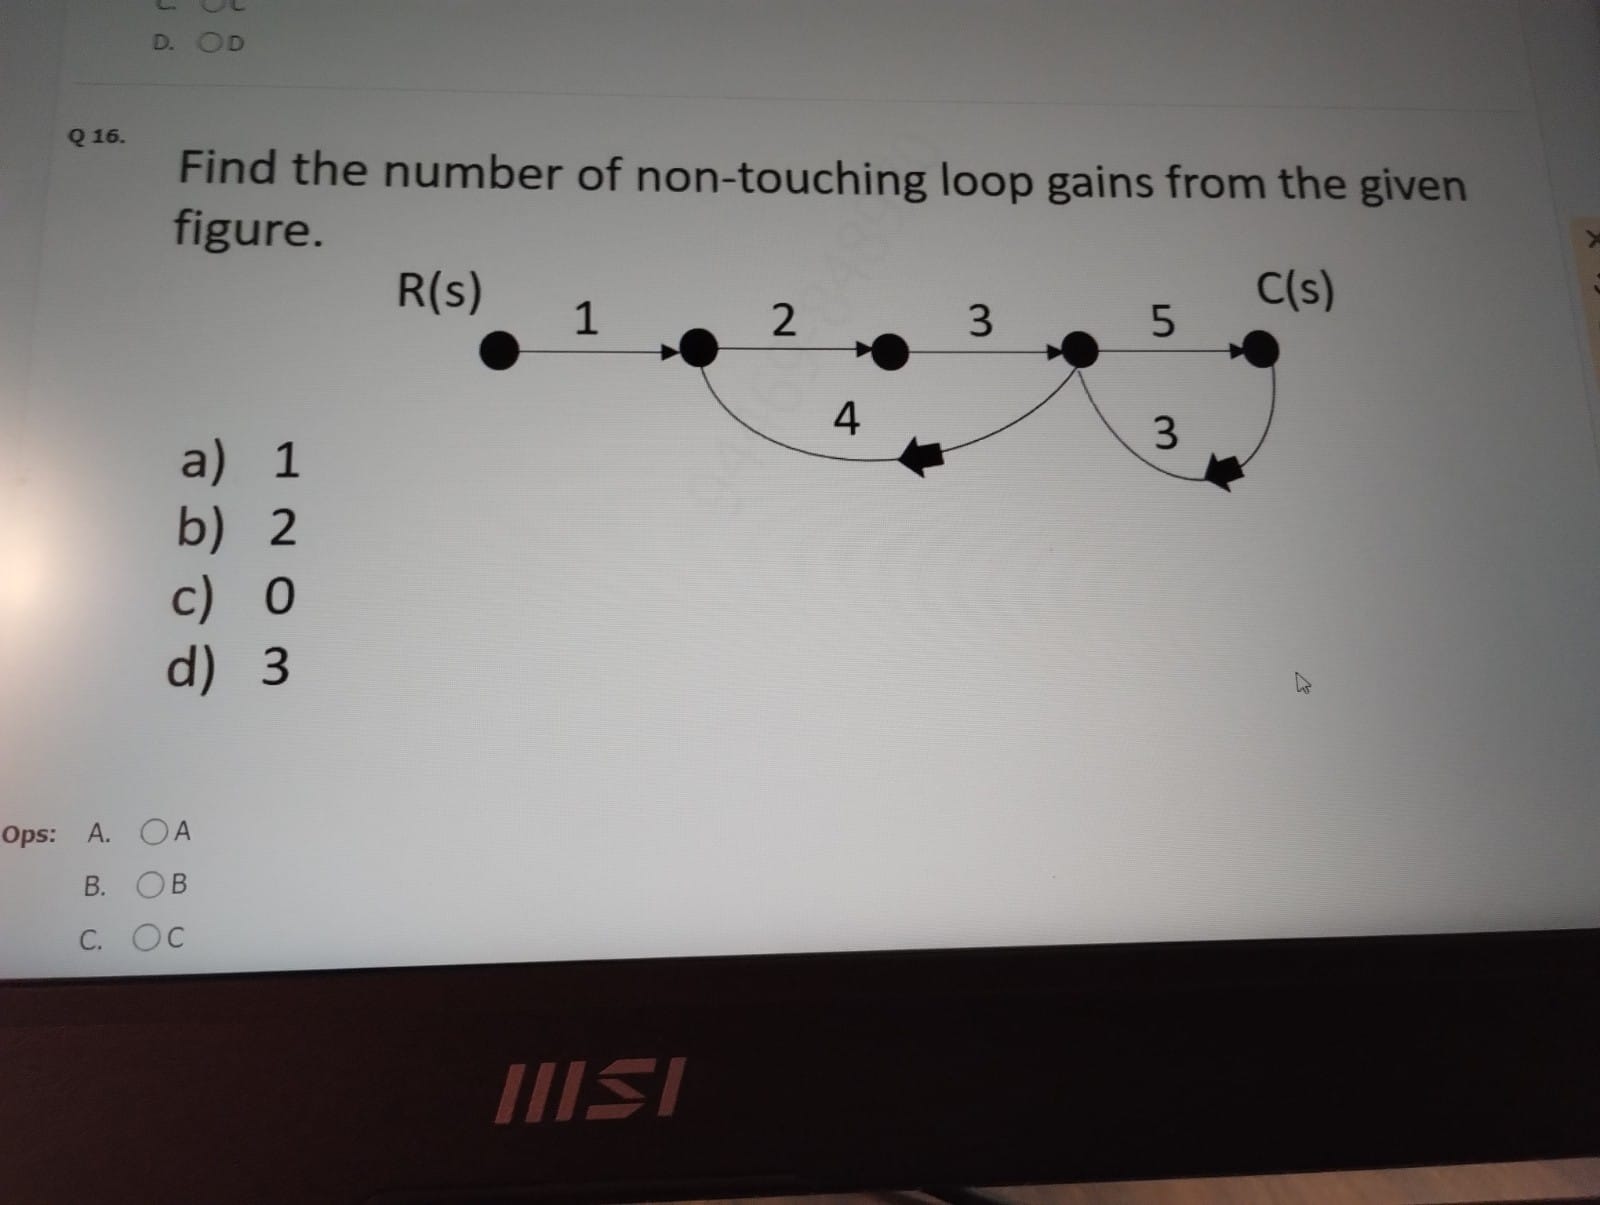 D. D
Q 16.
Find the number of non-touching loop gains from the given
figure.
R(s)
C(s)
1
2
3
5
4
3
a) 1
b) 2
c) 0
d) 3
Ops: A. A
B. B
C. C
msi